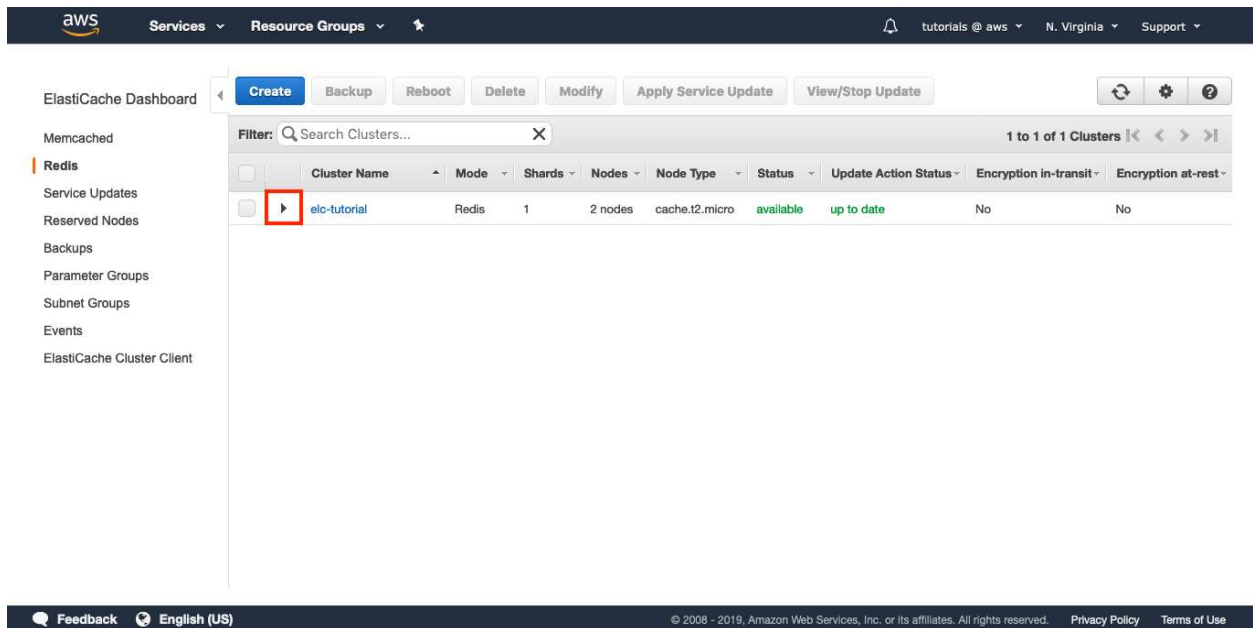 aws Services Resource Groups tutorials @ aws N. Virginia Support
ElastiCache Dashboard
Memcached
Redis
Service Updates
Reserved Nodes
Backups
Parameter Groups
Subnet Groups
Events
ElastiCache Cluster Client
Create Backup Reboot Delete Modify Apply Service Update View/Stop Update
Filter: Search Clusters... 1 to 1 of 1 Clusters
Cluster Name Mode Shards Nodes Node Type Status Update Action Status Encryption in-transit Encryption at-rest
elc-tutorial Redis 1 2 nodes cache.t2.micro available up to date No No
Feedback English (US) © 2008 - 2019, Amazon Web Services, Inc. or its affiliates. All rights reserved. Privacy Policy Terms of Use